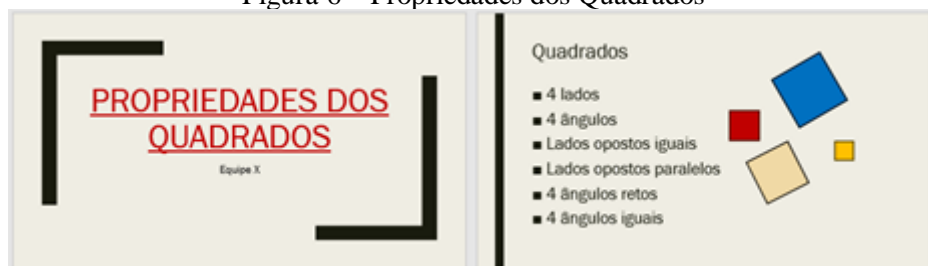 Figura 6 – Propriedades dos Quadrados
PROPRIEDADES DOS
QUADRADOS
Equipe X
Quadrados
■ 4 lados
■ 4 ângulos
■ Lados opostos iguais
■ Lados opostos paralelos
■ 4 ângulos retos
■ 4 ângulos iguais